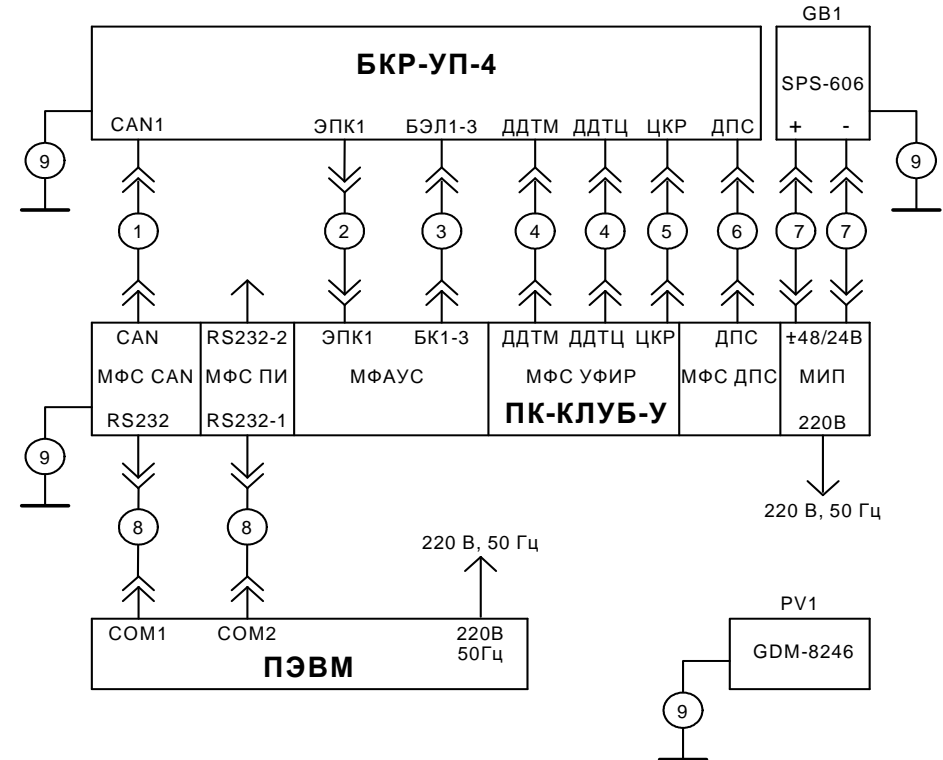 GB1
БКР-УП-4
SPS-606
CAN1 ЭПК1 БЭЛ1-3 ДДТМ ДДТЦ ЦКР ДПС + -
9 9
1 2 3 4 4 5 6 7 7
CAN RS232-2 ЭПК1 БК1-3 ДДТМ ДДТЦ ЦКР ДПС ±48/24В
МФС CAN МФС ПИ МФАУС МФС УФИР МФС ДПС МИП
RS232 RS232-1 ПК-КЛУБ-У 220В
9
220 В, 50 Гц
8 8
220 В, 50 Гц
PV1
COM1 COM2 220В
50Гц
GDM-8246
ПЭВМ
9